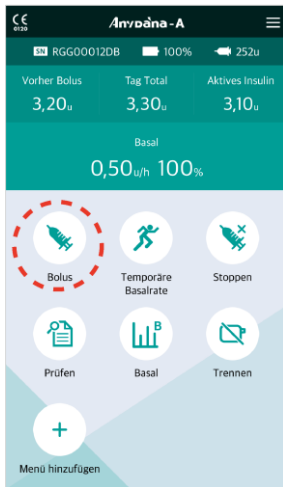 CE 0120 AnyDana-A
SN RGG00012DB 100% 252u
Vorher Bolus Tag Total Aktives Insulin
3,20u 3,30u 3,10u
Basal
0,50u/h 100%
Bolus Temporäre Basalrate Stoppen
B
Prüfen Basal Trennen
Menü hinzufügen